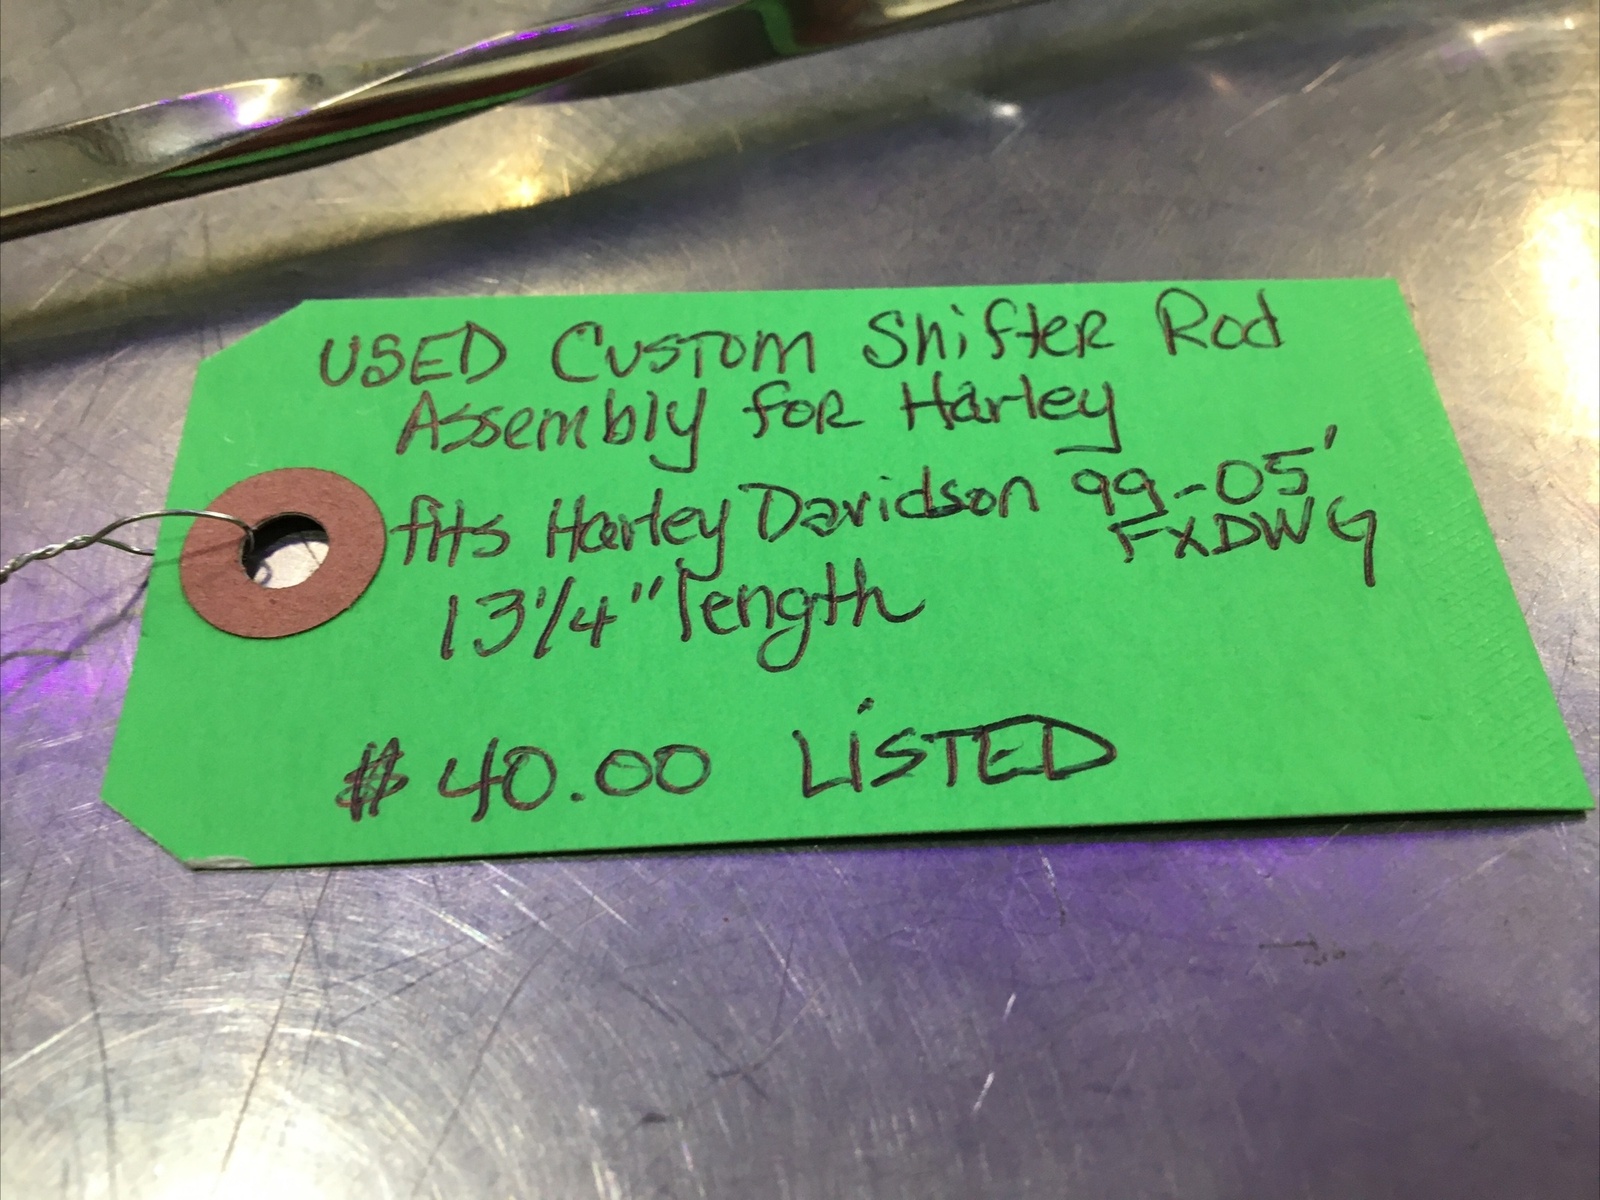 USED Custom Shifter Rod
Assembly for Harley
fits Harley Davidson 99-05'
FXDWG
13 1/4" length
$40.00 LiSTED